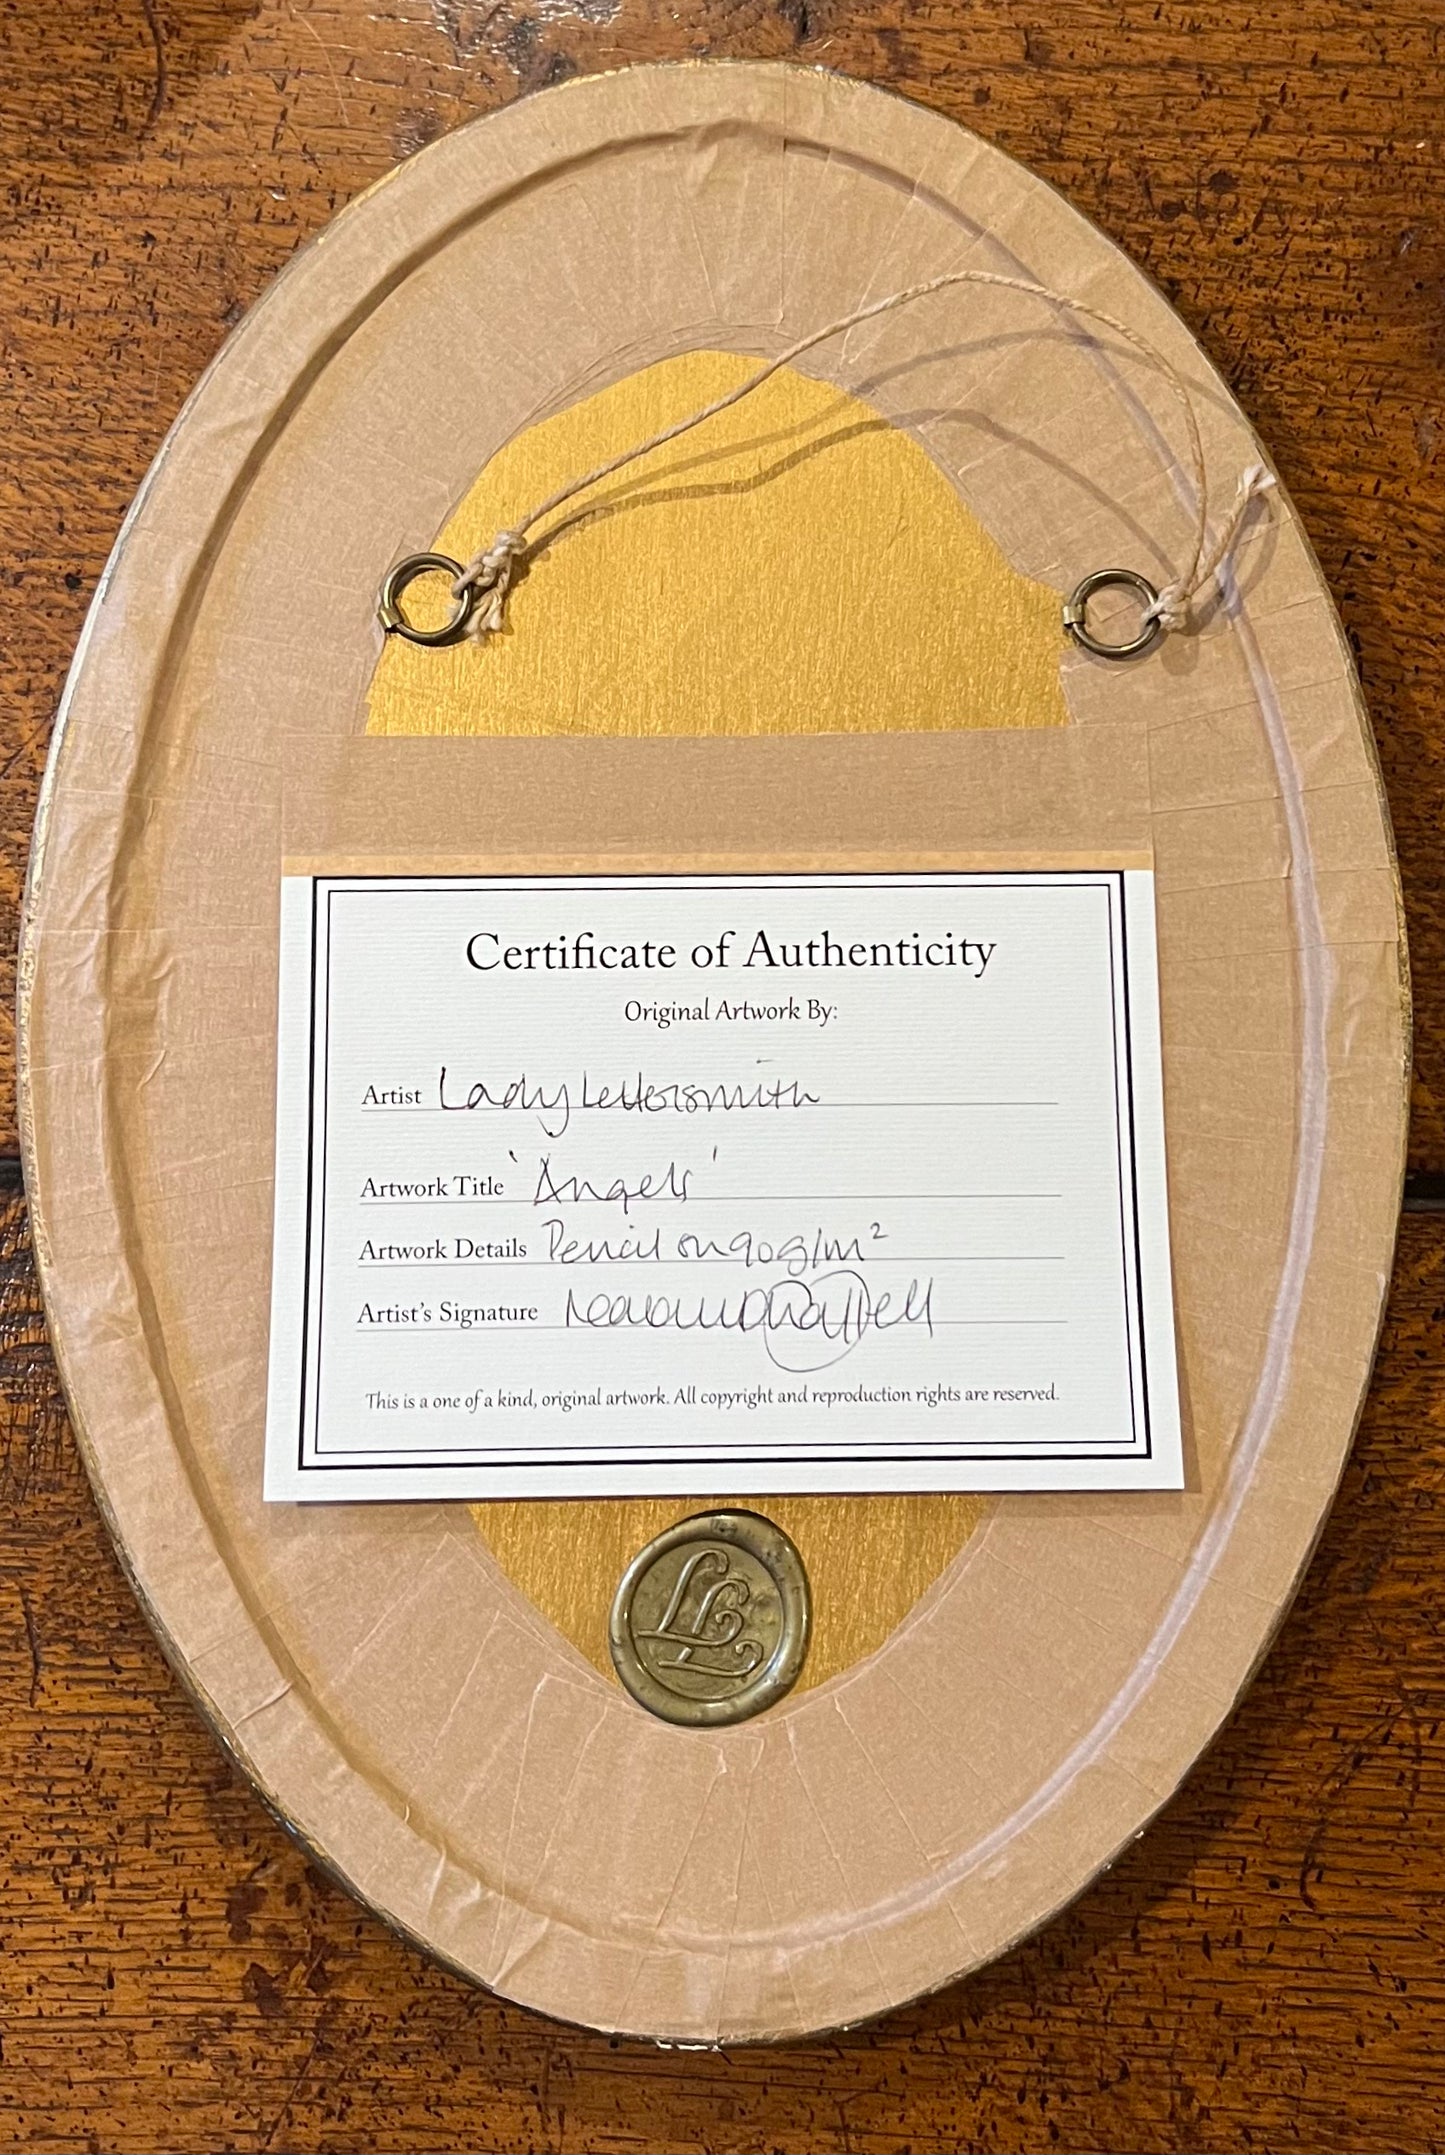 Certificate of Authenticity
Original Artwork By:
Artist Lady Lettersmith
Artwork Title 'Angels'
Artwork Details Pencil on 90g/m²
Artist's Signature
This is a one of a kind, original artwork. All copyright and reproduction rights are reserved.
LL